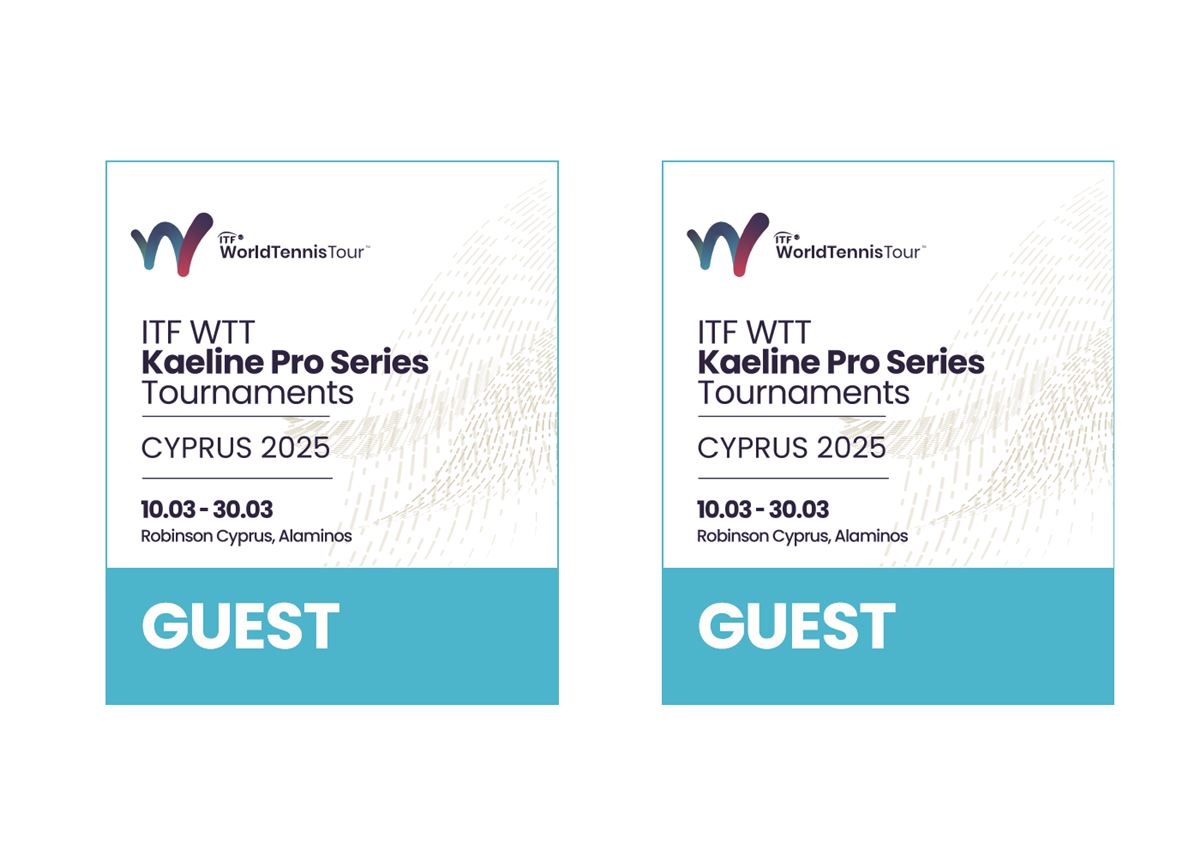 ITF
WorldTennisTour™
ITF WTT
Kaeline Pro Series
Tournaments
CYPRUS 2025
10.03 - 30.03
Robinson Cyprus, Alaminos
GUEST
ITF
WorldTennisTour™
ITF WTT
Kaeline Pro Series
Tournaments
CYPRUS 2025
10.03 - 30.03
Robinson Cyprus, Alaminos
GUEST